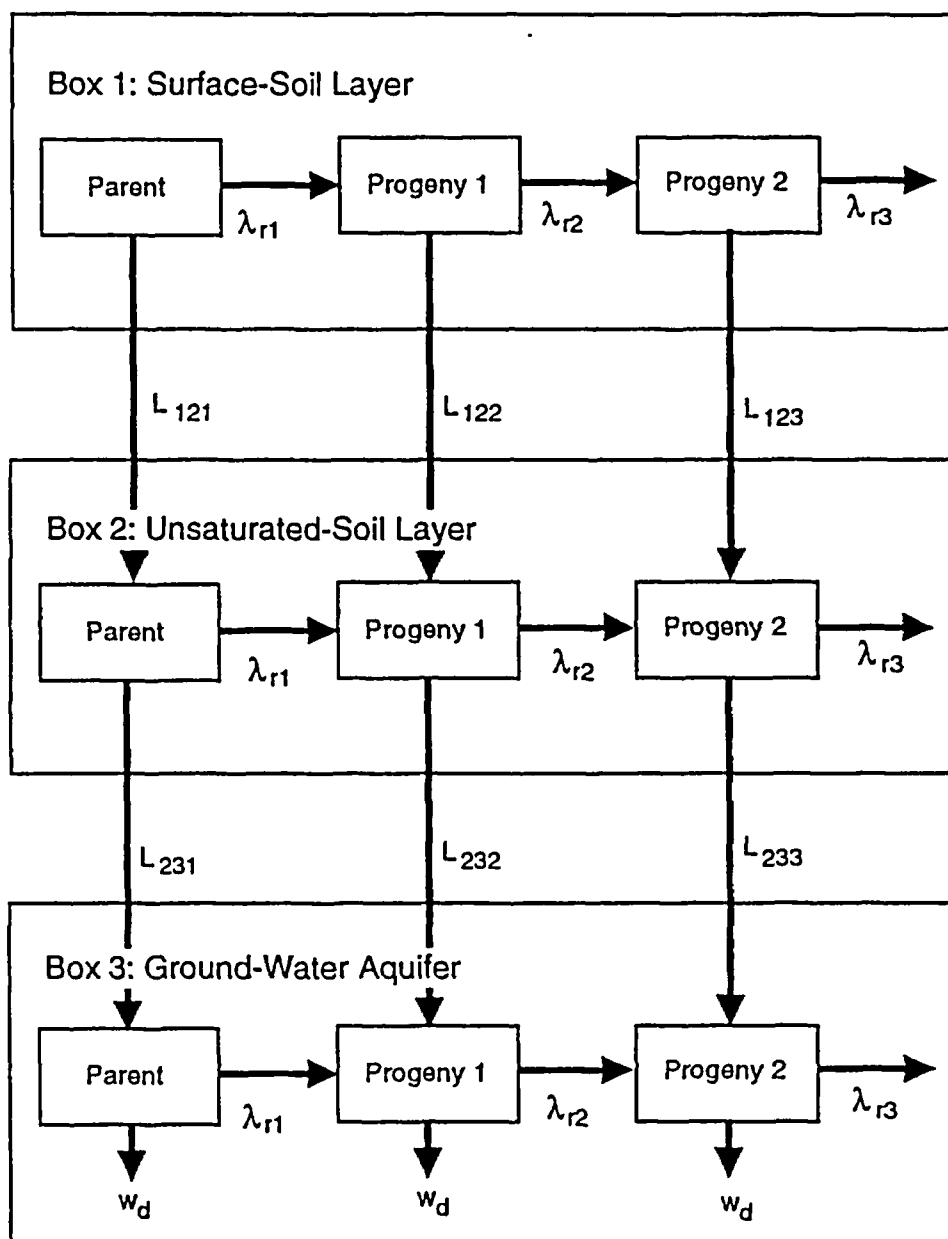 Box 1: Surface-Soil Layer
Parent
Progeny 1
Progeny 2
λr1
λr2
λr3
L121
L122
L123
Box 2: Unsaturated-Soil Layer
Parent
Progeny 1
Progeny 2
λr1
λr2
λr3
L231
L232
L233
Box 3: Ground-Water Aquifer
Parent
Progeny 1
Progeny 2
λr1
λr2
λr3
wd
wd
wd